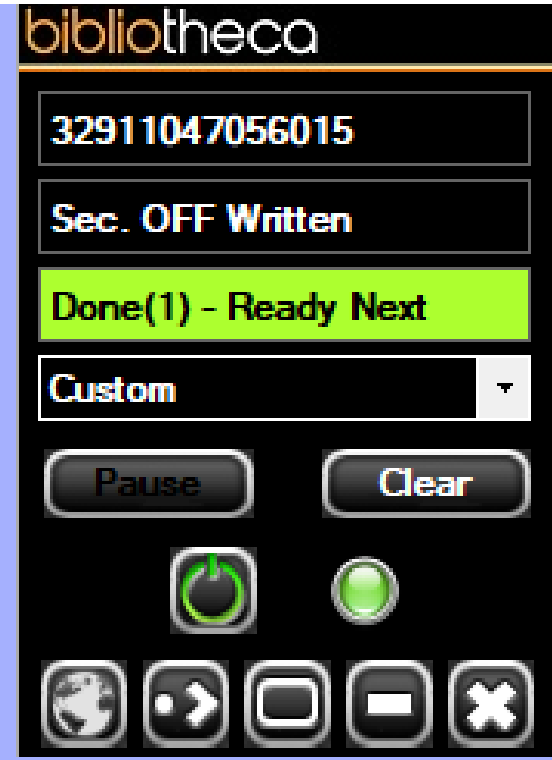 bibliotheca
32911047056015
Sec. OFF Written
Done(1) - Ready Next
Custom
Pause Clear